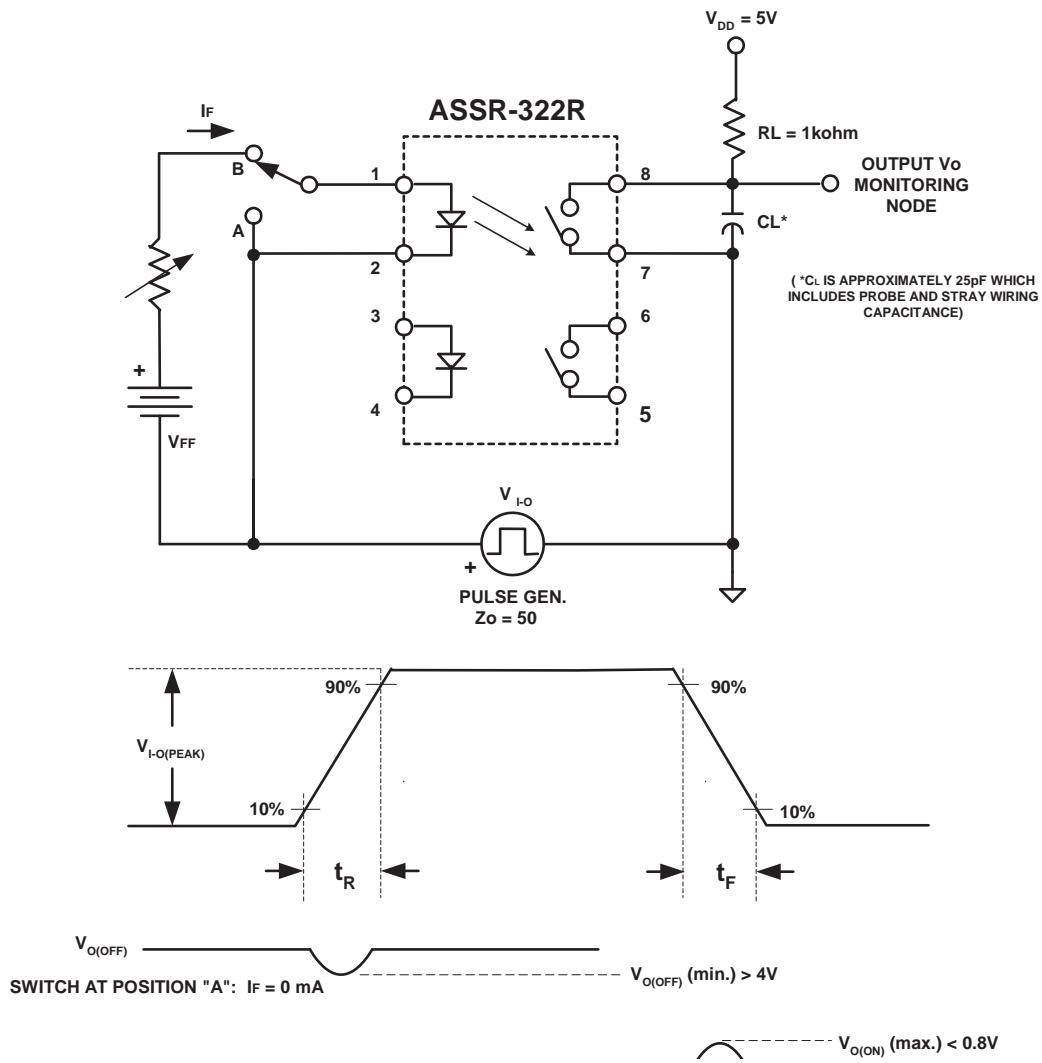 V_DD = 5V
ASSR-322R
IF
RL = 1kohm
B
1
8
OUTPUT Vo
MONITORING
NODE
A
CL*
2
7
( *CL IS APPROXIMATELY 25pF WHICH
INCLUDES PROBE AND STRAY WIRING
CAPACITANCE)
3
6
+
4
5
VFF
V I-O
+
PULSE GEN.
Zo = 50
90%
90%
V I-O(PEAK)
10%
10%
tR
tF
VO(OFF)
VO(OFF) (min.) > 4V
SWITCH AT POSITION "A": IF = 0 mA
VO(ON) (max.) < 0.8V